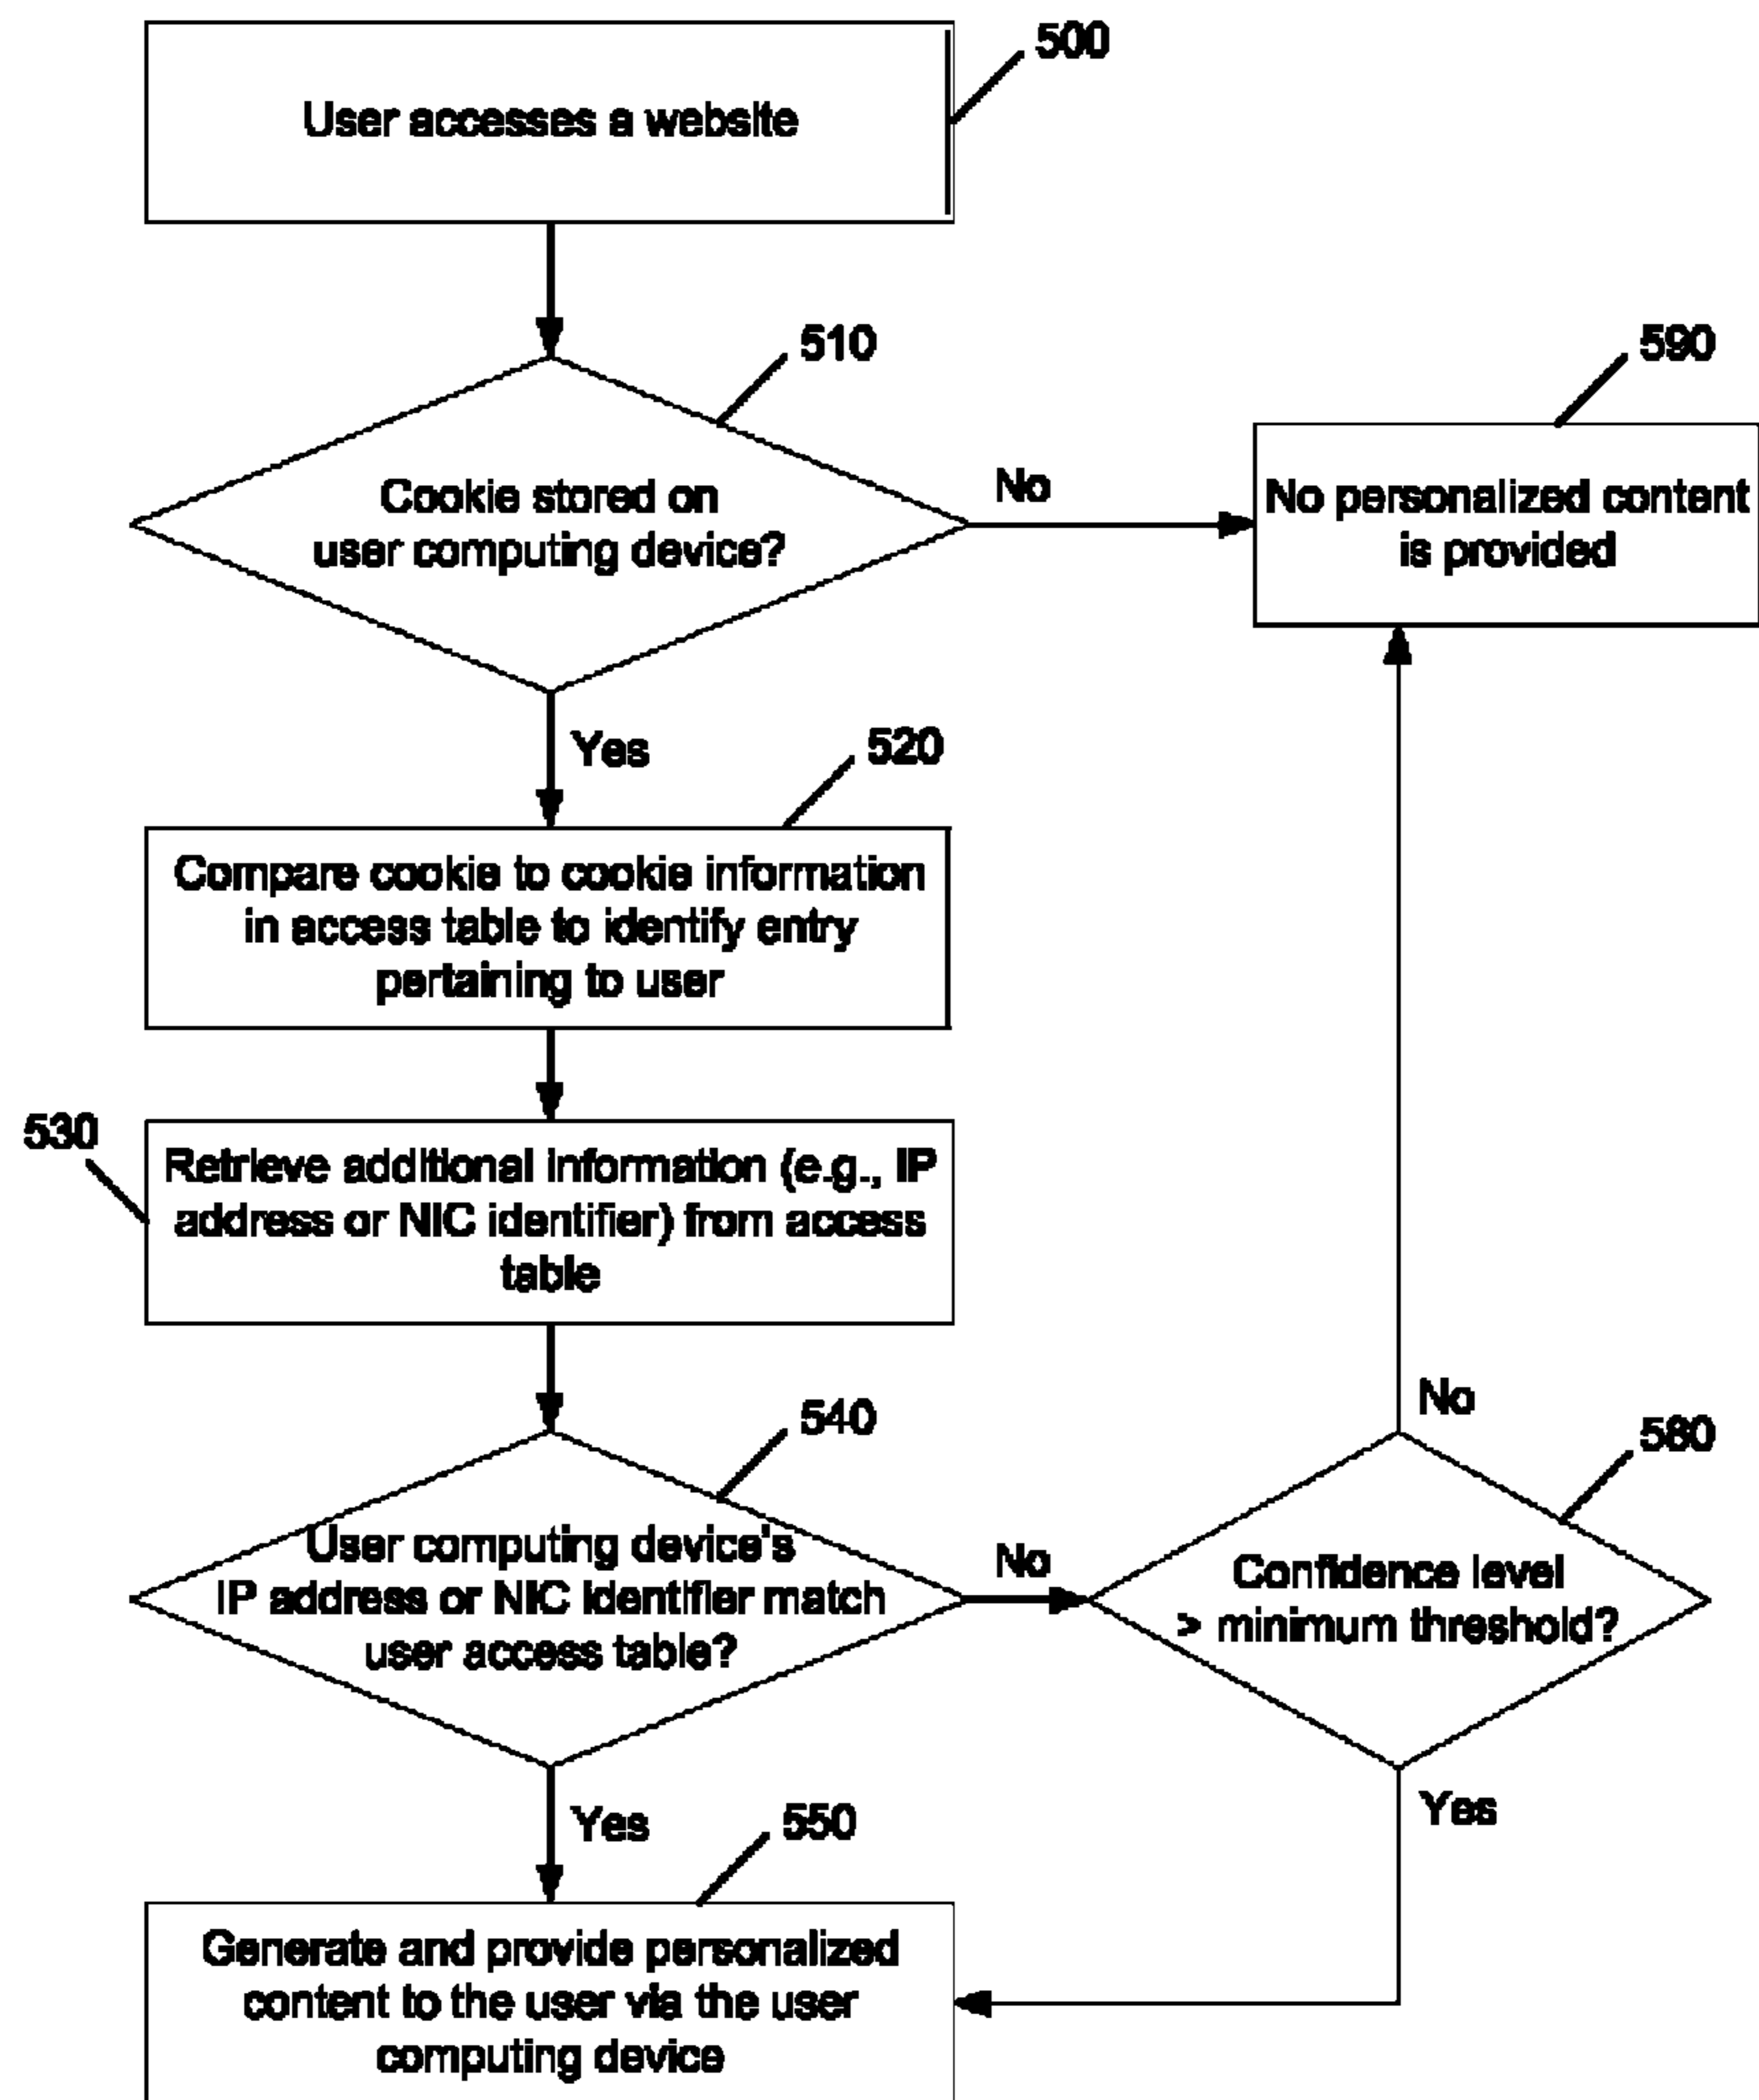 500
User accesses a website
510
590
Cookie stored on
user computing device?
No
No personalized content
is provided
Yes
520
Compare cookie to cookie information
in access table to identify entry
pertaining to user
530
Retrieve additional information (e.g., IP
address or NIC identifier) from access
table
540
No
580
User computing device's
IP address or NIC identifier match
user access table?
No
Confidence level
> minimum threshold?
Yes
550
Yes
Generate and provide personalized
content to the user via the user
computing device